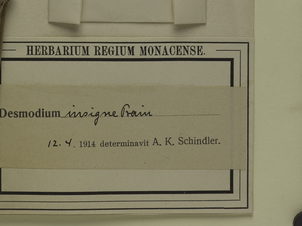 HERBARIUM REGIUM MONACENSE.
Desmodium insigne Prain
12. 4. 1914 determinavit A. K. Schindler.